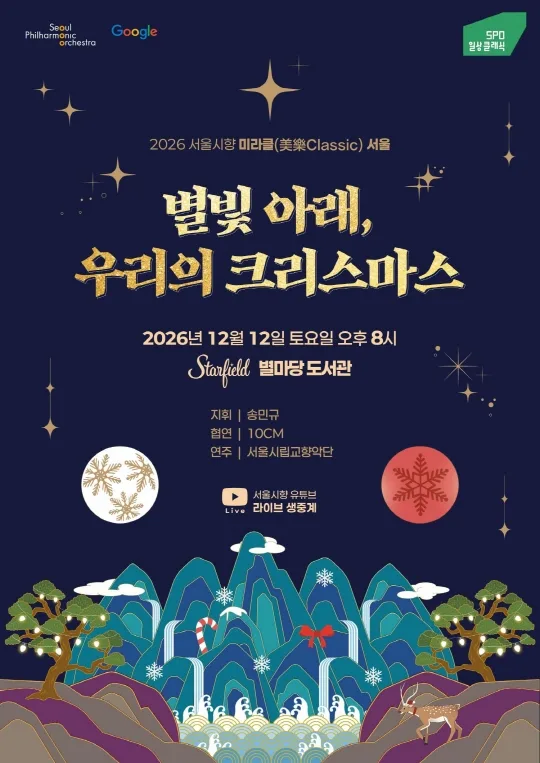 Seoul
Philharmonic
orchestra
Google
SPO
일상클래식
2026 서울시향 미라클(美樂Classic) 서울
별빛 아래,
우리의 크리스마스
2026년 12월 12일 토요일 오후 8시
Starfield 별마당 도서관
지휘 | 송민규
협연 | 10CM
연주 | 서울시립교향악단
Live
서울시향 유튜브
라이브 생중계